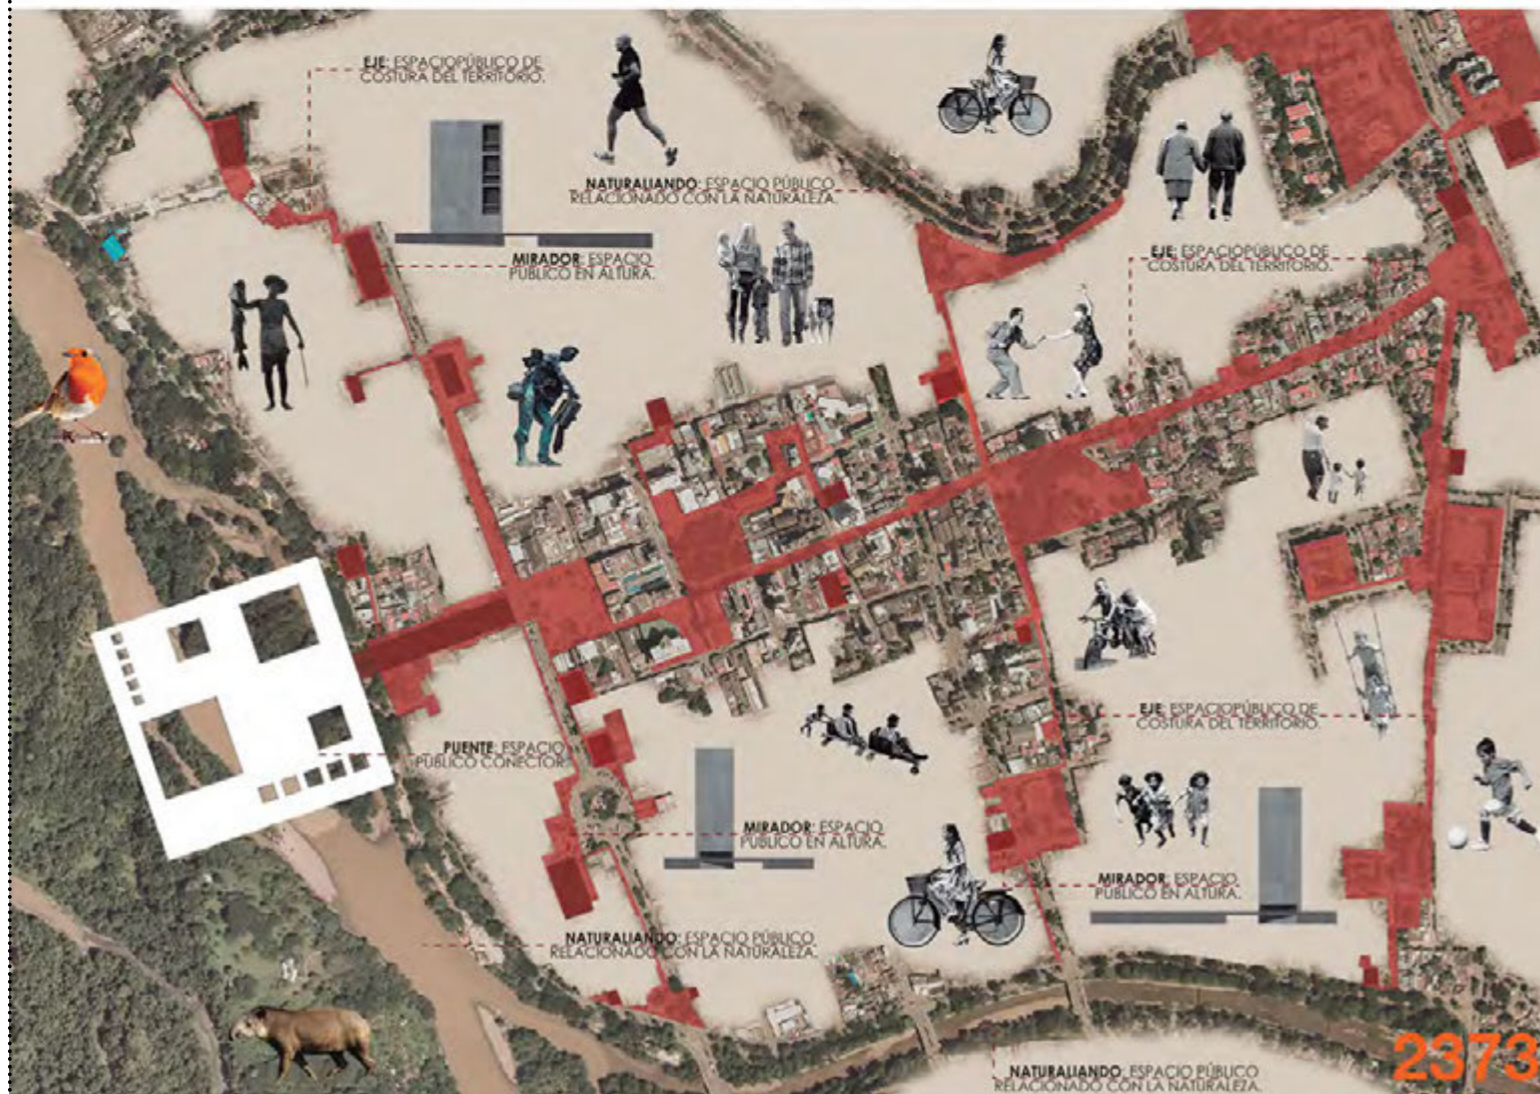 EJE: ESPACIOPÚBLICO DE
COSTURA DEL TERRITORIO.
NATURALIANDO: ESPACIO PÚBLICO
RELACIONADO CON LA NATURALEZA.
MIRADOR: ESPACIO
PÚBLICO EN ALTURA.
EJE: ESPACIOPÚBLICO DE
COSTURA DEL TERRITORIO.
EJE: ESPACIOPÚBLICO DE
COSTURA DEL TERRITORIO.
PUENTE: ESPACIO
PÚBLICO CONECTOR.
MIRADOR: ESPACIO
PÚBLICO EN ALTURA.
MIRADOR: ESPACIO
PÚBLICO EN ALTURA.
NATURALIANDO: ESPACIO PÚBLICO
RELACIONADO CON LA NATURALEZA.
NATURALIANDO: ESPACIO PÚBLICO
RELACIONADO CON LA NATURALEZA.
2373